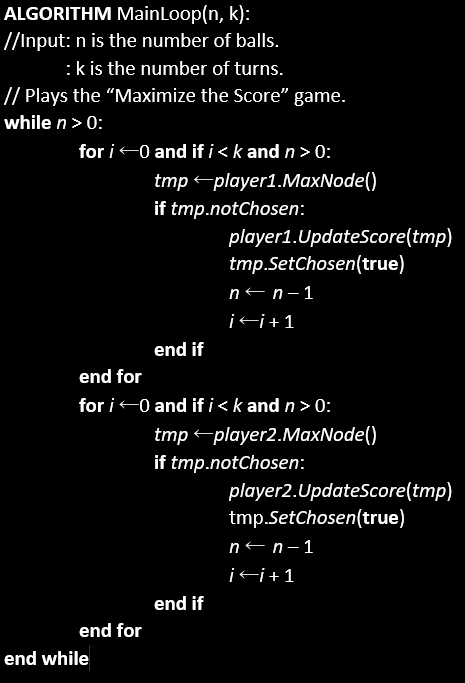 ALGORITHM MainLoop(n, k):
//Input: n is the number of balls.
: k is the number of turns.
// Plays the “Maximize the Score” game.
while n > 0:
for i ←0 and if i < k and n > 0:
tmp ←player1.MaxNode()
if tmp.notChosen:
player1.UpdateScore(tmp)
tmp.SetChosen(true)
n ← n – 1
i ←i + 1
end if
end for
for i ←0 and if i < k and n > 0:
tmp ←player2.MaxNode()
if tmp.notChosen:
player2.UpdateScore(tmp)
tmp.SetChosen(true)
n ← n – 1
i ←i + 1
end if
end for
end while